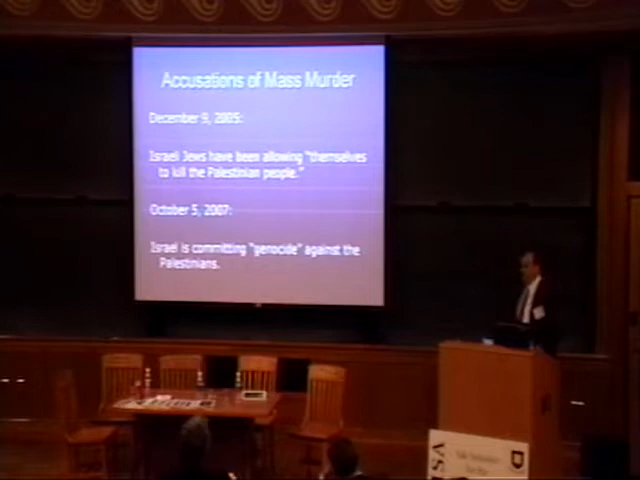 Accusations of Mass Murder
December 9, 2005:
Israeli Jews have been allowing "themselves
to kill the Palestinian people."
October 5, 2007:
Israel is committing "genocide" against the
Palestinians.
D